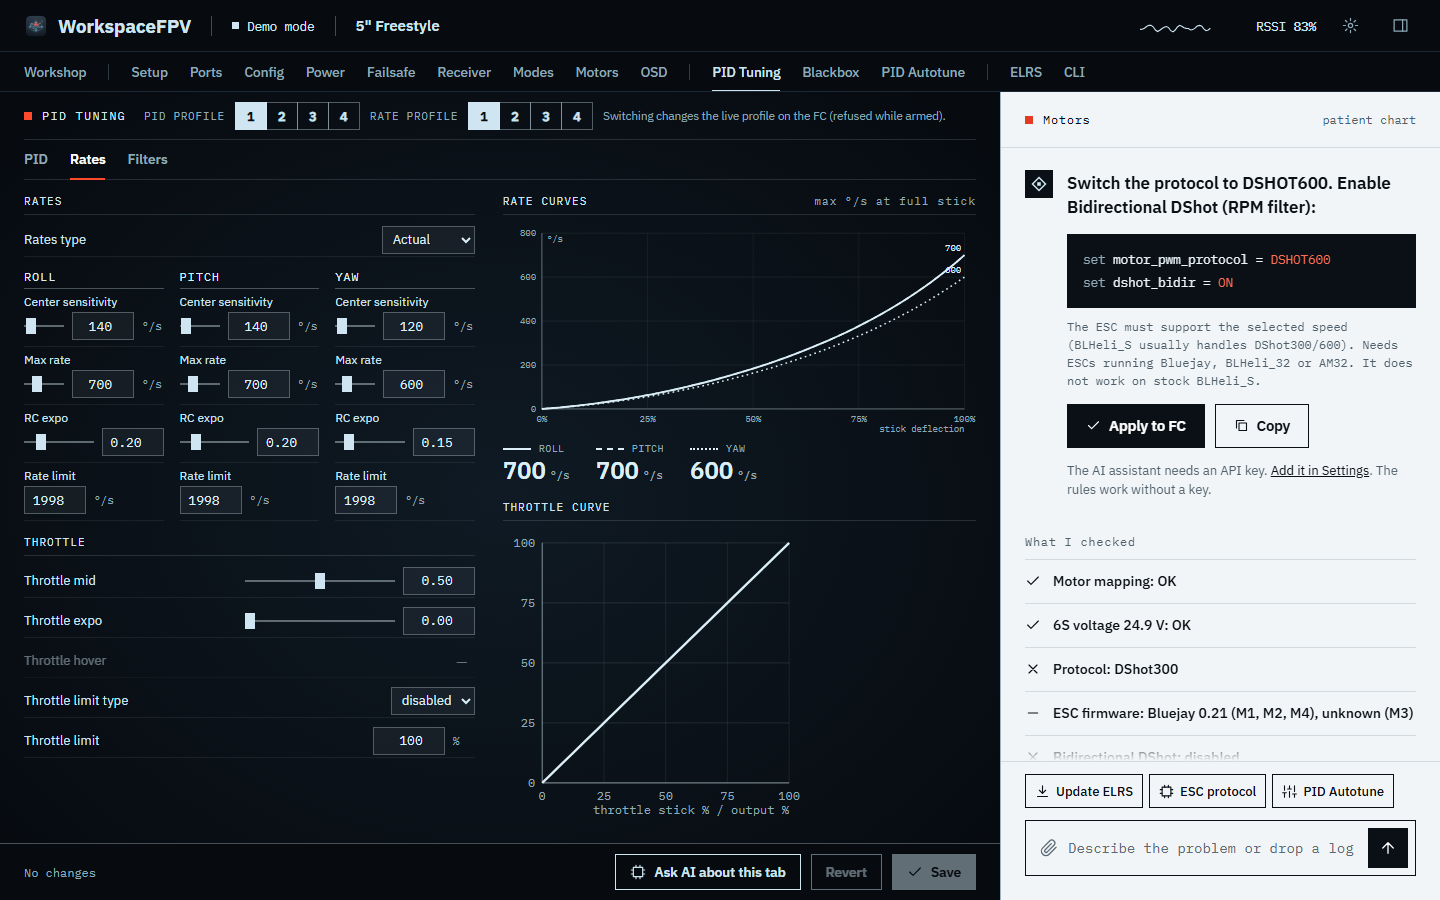 WorkspaceFPV
Demo mode
5" Freestyle
RSSI 83%
Workshop
Setup
Ports
Config
Power
Failsafe
Receiver
Modes
Motors
OSD
PID Tuning
Blackbox
PID Autotune
ELRS
CLI
PID TUNING
PID PROFILE
1 2 3 4
RATE PROFILE
1 2 3 4
Switching changes the live profile on the FC (refused while armed).
PID
Rates
Filters
RATES
Rates type
Actual
ROLL
PITCH
YAW
Center sensitivity
Center sensitivity
Center sensitivity
140 °/s
140 °/s
120 °/s
Max rate
Max rate
Max rate
700 °/s
700 °/s
600 °/s
RC expo
RC expo
RC expo
0.20
0.20
0.15
Rate limit
Rate limit
Rate limit
1998 °/s
1998 °/s
1998 °/s
THROTTLE
Throttle mid
0.50
Throttle expo
0.00
Throttle hover
—
Throttle limit type
disabled
Throttle limit
100 %
RATE CURVES
max °/s at full stick
800
°/s
700
600
600
400
200
0
0%
25%
50%
75%
100%
stick deflection
ROLL
PITCH
YAW
700 °/s
700 °/s
600 °/s
THROTTLE CURVE
100
75
50
25
0
0
25
50
75
100
throttle stick % / output %
No changes
Ask AI about this tab
Revert
Save
Motors
patient chart
Switch the protocol to DSHOT600. Enable
Bidirectional DShot (RPM filter):
set motor_pwm_protocol = DSHOT600
set dshot_bidir = ON
The ESC must support the selected speed
(BLHeli_S usually handles DShot300/600). Needs
ESCs running Bluejay, BLHeli_32 or AM32. It does
not work on stock BLHeli_S.
Apply to FC
Copy
The AI assistant needs an API key. Add it in Settings. The
rules work without a key.
What I checked
Motor mapping: OK
6S voltage 24.9 V: OK
Protocol: DShot300
ESC firmware: Bluejay 0.21 (M1, M2, M4), unknown (M3)
Bidirectional DShot: disabled
Update ELRS
ESC protocol
PID Autotune
Describe the problem or drop a log